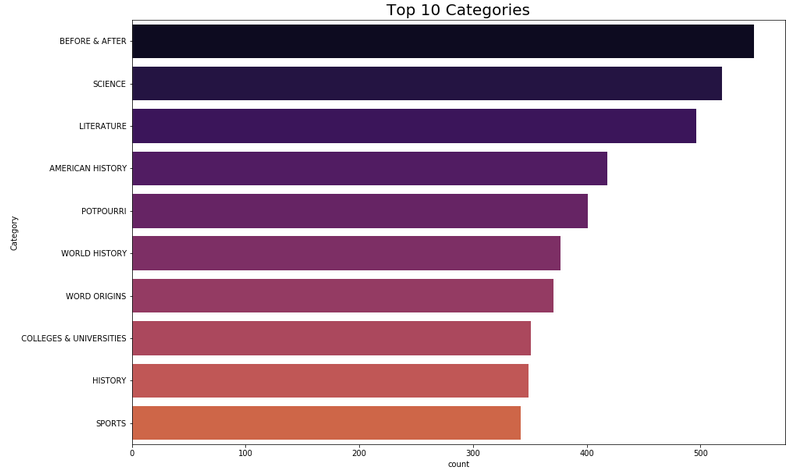 Top 10 Categories
BEFORE & AFTER
SCIENCE
LITERATURE
AMERICAN HISTORY
POTPOURRI
WORLD HISTORY
WORD ORIGINS
COLLEGES & UNIVERSITIES
HISTORY
SPORTS
Category
0 100 200 300 400 500
count